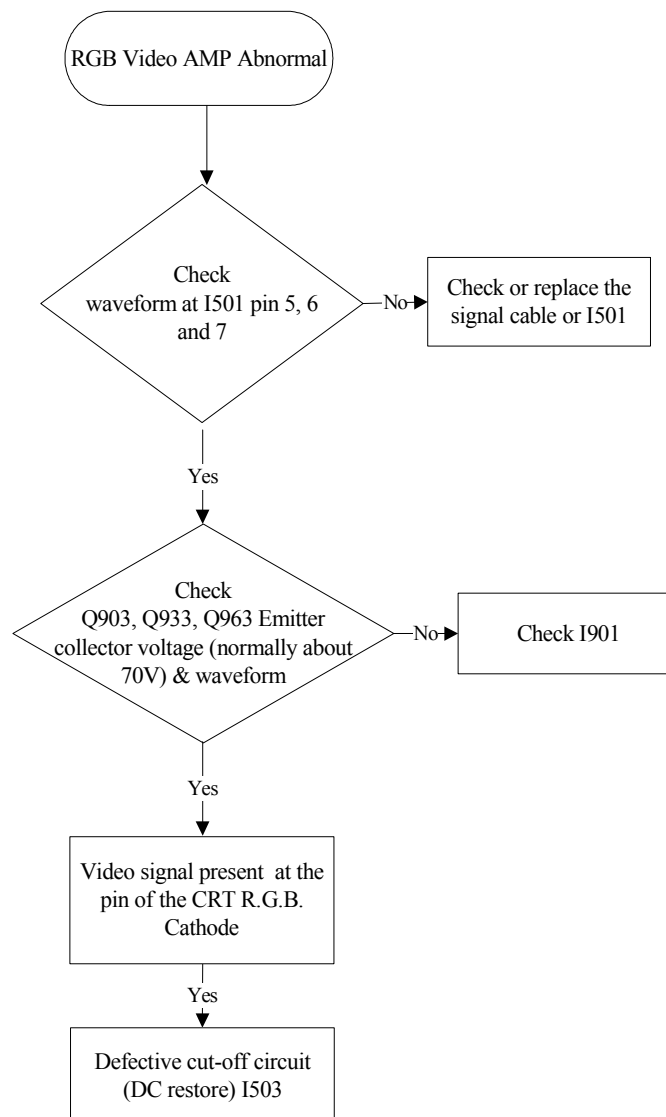 RGB Video AMP Abnormal
Check
waveform at I501 pin 5, 6
and 7
No
Check or replace the
signal cable or I501
Yes
Check
Q903, Q933, Q963 Emitter
collector voltage (normally about
70V) & waveform
No
Check I901
Yes
Video signal present at the
pin of the CRT R.G.B.
Cathode
Yes
Defective cut-off circuit
(DC restore) I503